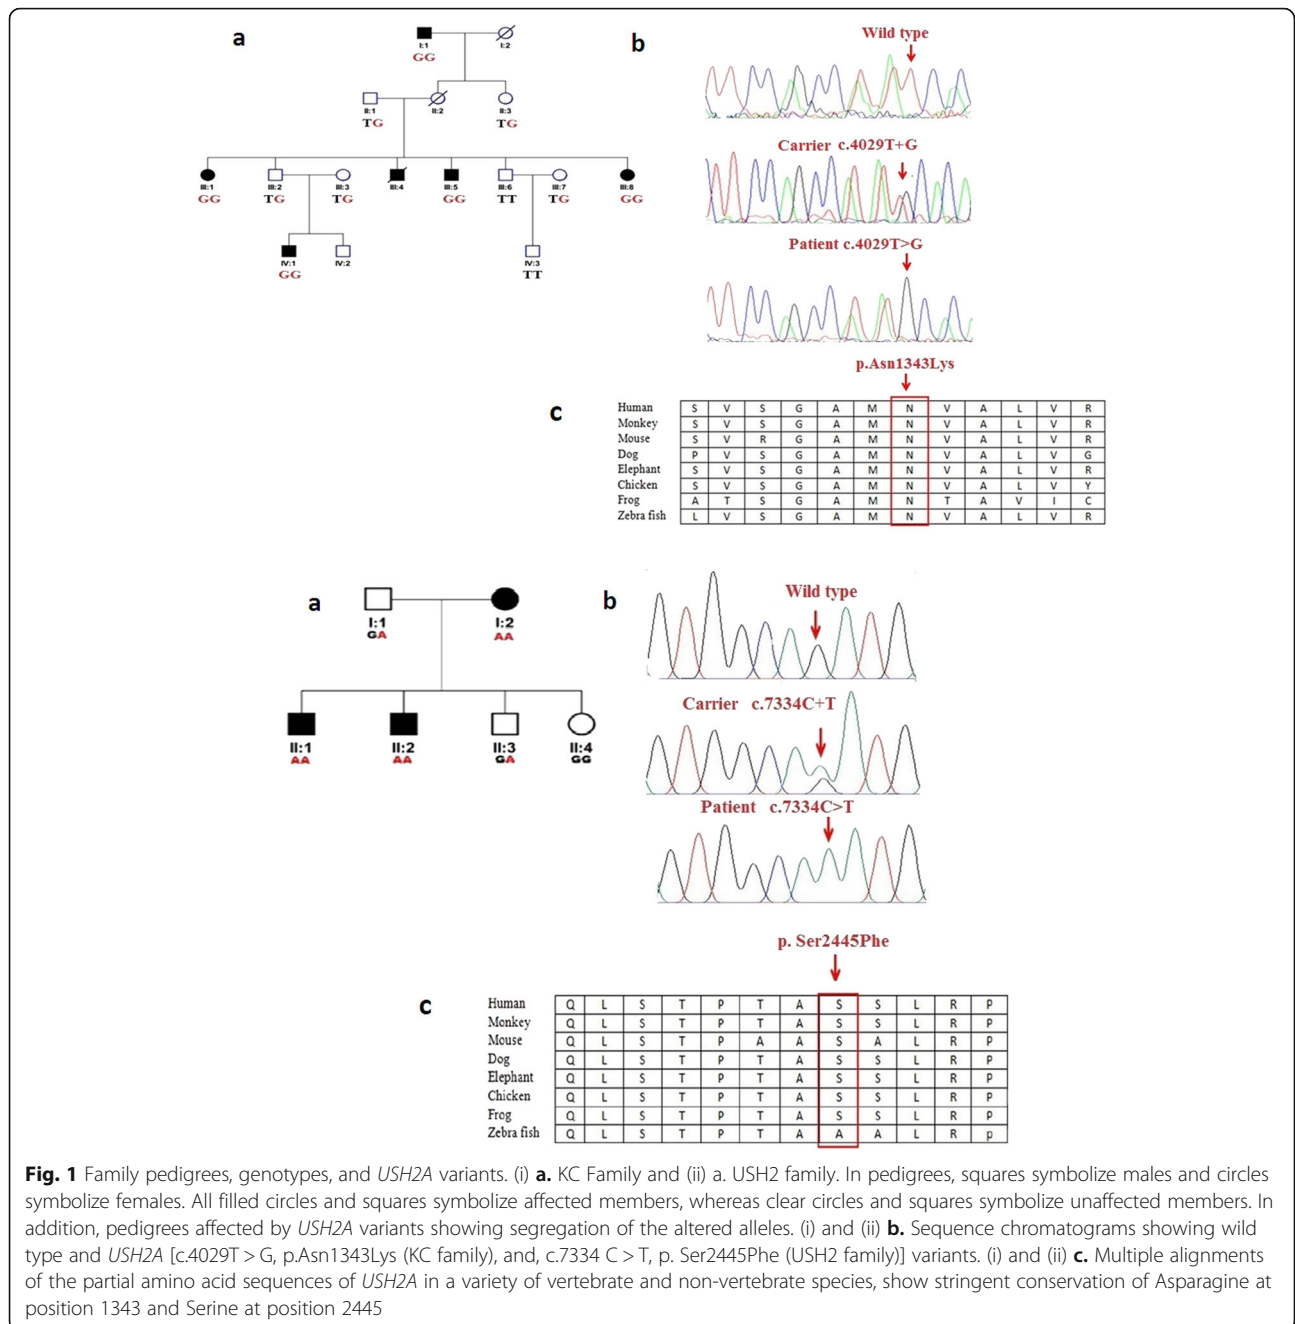 a
I:1
I:2
GG
II:1
II:2
II:3
TG
TG
III:1
III:2
III:3
III:4
III:5
III:6
III:7
III:8
GG
TG
TG
GG
TT
TG
GG
IV:1
IV:2
IV:3
GG
TT
b
Wild type
Carrier c.4029T+G
Patient c.4029T>G
p.Asn1343Lys
c
Human S V S G A M N V A L V R
Monkey S V S G A M N V A L V R
Mouse S V R G A M N V A L V R
Dog P V S G A M N V A L V G
Elephant S V S G A M N V A L V R
Chicken S V S G A M N V A L V Y
Frog A T S G A M N T A V I C
Zebra fish L V S G A M N V A L V R
a
I:1
I:2
GA
AA
II:1
II:2
II:3
II:4
AA
AA
GA
GG
b
Wild type
Carrier c.7334C+T
Patient c.7334C>T
p. Ser2445Phe
c
Human Q L S T P T A S S L R P
Monkey Q L S T P T A S S L R P
Mouse Q L S T P A A S A L R P
Dog Q L S T P T A S S L R P
Elephant Q L S T P T A S S L R P
Chicken Q L S T P T A S S L R P
Frog Q L S T P T A S S L R P
Zebra fish Q L S T P T A A A L R p
Fig. 1 Family pedigrees, genotypes, and USH2A variants. (i) a. KC Family and (ii) a. USH2 family. In pedigrees, squares symbolize males and circles
symbolize females. All filled circles and squares symbolize affected members, whereas clear circles and squares symbolize unaffected members. In
addition, pedigrees affected by USH2A variants showing segregation of the altered alleles. (i) and (ii) b. Sequence chromatograms showing wild
type and USH2A [c.4029T > G, p.Asn1343Lys (KC family), and, c.7334 C > T, p. Ser2445Phe (USH2 family)] variants. (i) and (ii) c. Multiple alignments
of the partial amino acid sequences of USH2A in a variety of vertebrate and non-vertebrate species, show stringent conservation of Asparagine at
position 1343 and Serine at position 2445